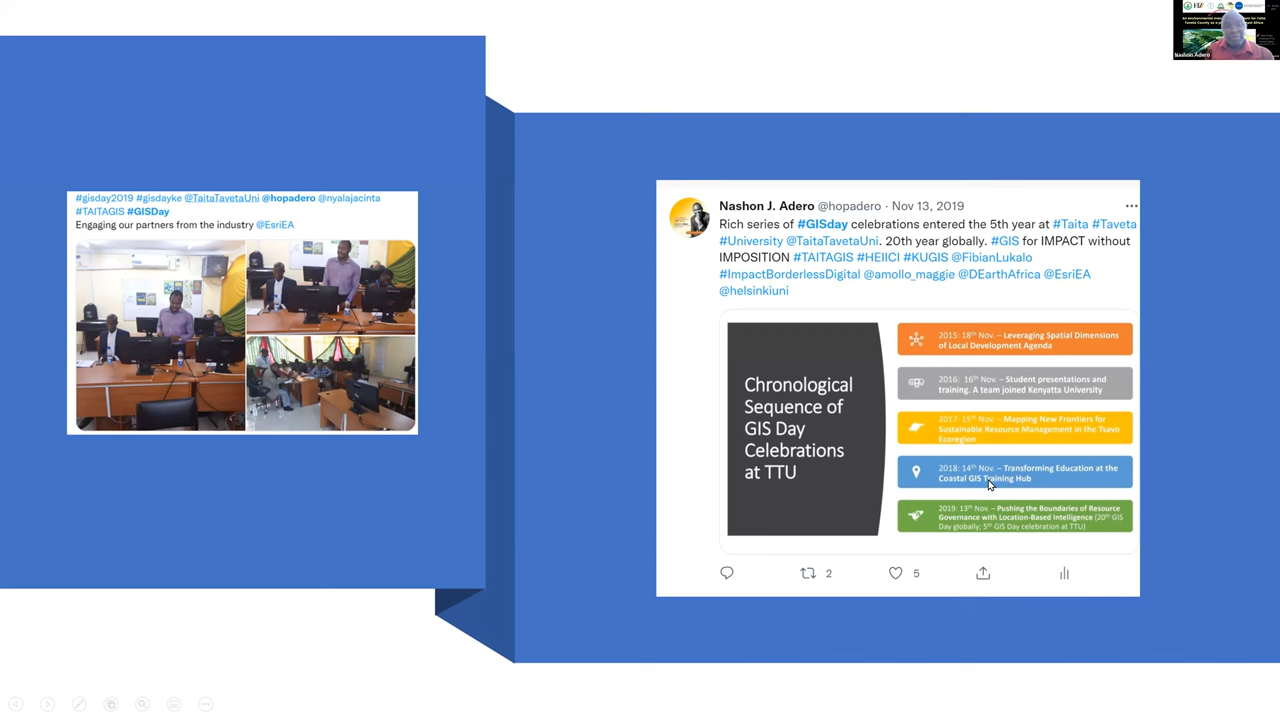 An environmental
Taveta County as a
Nashon Adero
#gisday2019 #gisdayke @TaitaTavetaUni @hopadero @nyalajacinta
#TAITAGIS #GISDay
Engaging our partners from the industry @EsriEA
Nashon J. Adero @hopadero · Nov 13, 2019
Rich series of #GISday celebrations entered the 5th year at #Taita #Taveta
#University @TaitaTavetaUni. 20th year globally. #GIS for IMPACT without
IMPOSITION #TAITAGIS #HEIICI #KUGIS @FibianLukalo
#ImpactBorderlessDigital @amollo_maggie @DEarthAfrica @EsriEA
@helsinkiuni
Chronological
Sequence of
GIS Day
Celebrations
at TTU
2015: 18th Nov. – Leveraging Spatial Dimensions
of Local Development Agenda
2016: 16th Nov. – Student presentations and
training. A team joined Kenyatta University
2017: 15th Nov. – Mapping New Frontiers for
Sustainable Resource Management in the Tsavo
Ecoregion
2018: 14th Nov. – Transforming Education at the
Coastal GIS Training Hub
2019: 13th Nov. – Pushing the Boundaries of Resource
Governance with Location-Based Intelligence (20th GIS
Day globally; 5th GIS Day celebration at TTU)
2
5